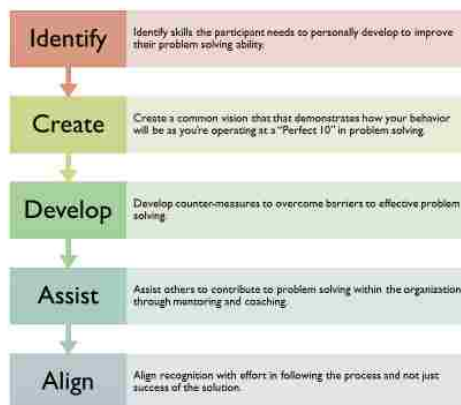 Identify
Identify skills the participant needs to personally develop to improve
their problem solving ability.
Create
Create a common vision that that demonstrates how your behavior
will be as you're operating at a "Perfect 10" in problem solving.
Develop
Develop counter-measures to overcome barriers to effective problem
solving.
Assist
Assist others to contribute to problem solving within the organization
through mentoring and coaching.
Align
Align recognition with effort in following the process and not just
success of the solution.